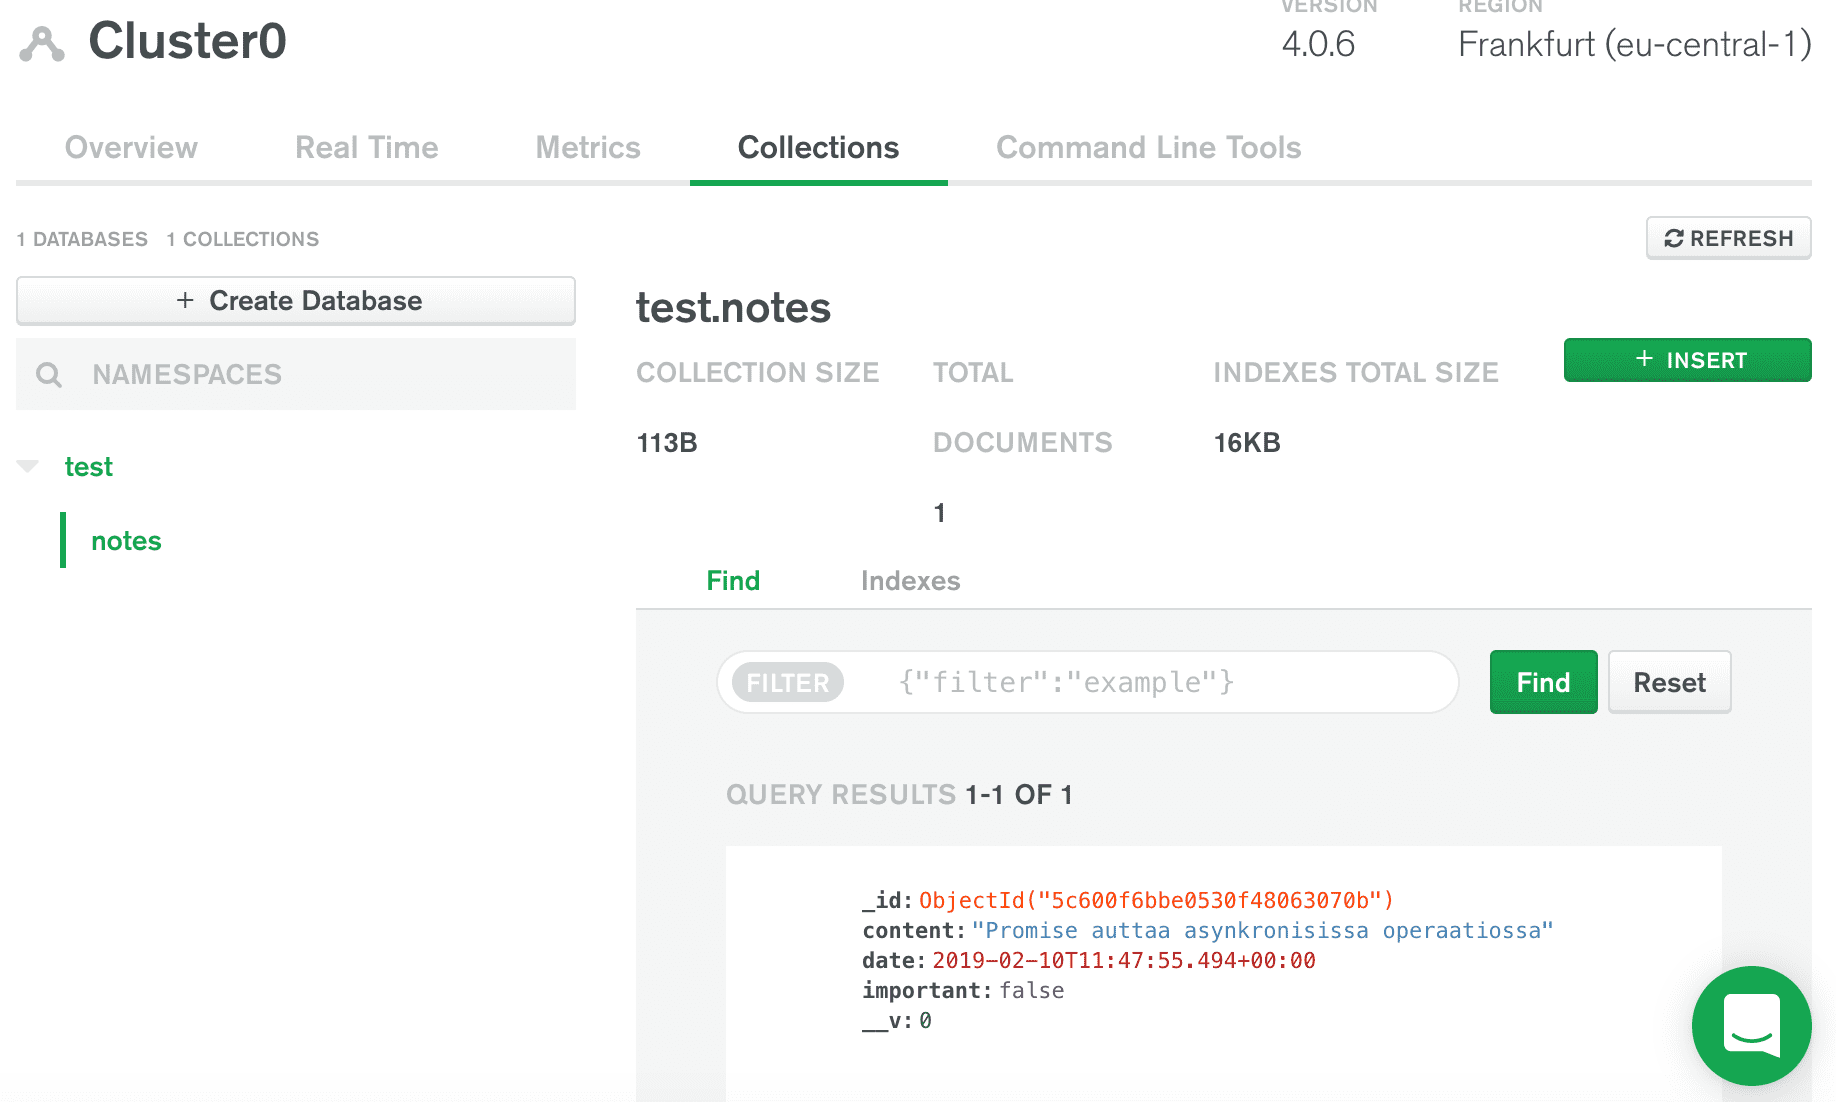 Cluster0
VERSION
4.0.6
REGION
Frankfurt (eu-central-1)
Overview Real Time Metrics Collections Command Line Tools
1 DATABASES 1 COLLECTIONS
REFRESH
+ Create Database
NAMESPACES
test
notes
test.notes
COLLECTION SIZE
113B
TOTAL
DOCUMENTS
1
INDEXES TOTAL SIZE
16KB
+ INSERT
Find Indexes
FILTER {"filter":"example"}
Find
Reset
QUERY RESULTS 1-1 OF 1
_id: ObjectId("5c600f6bbe0530f48063070b")
content: "Promise auttaa asynkronisissa operaatiossa"
date: 2019-02-10T11:47:55.494+00:00
important: false
__v: 0